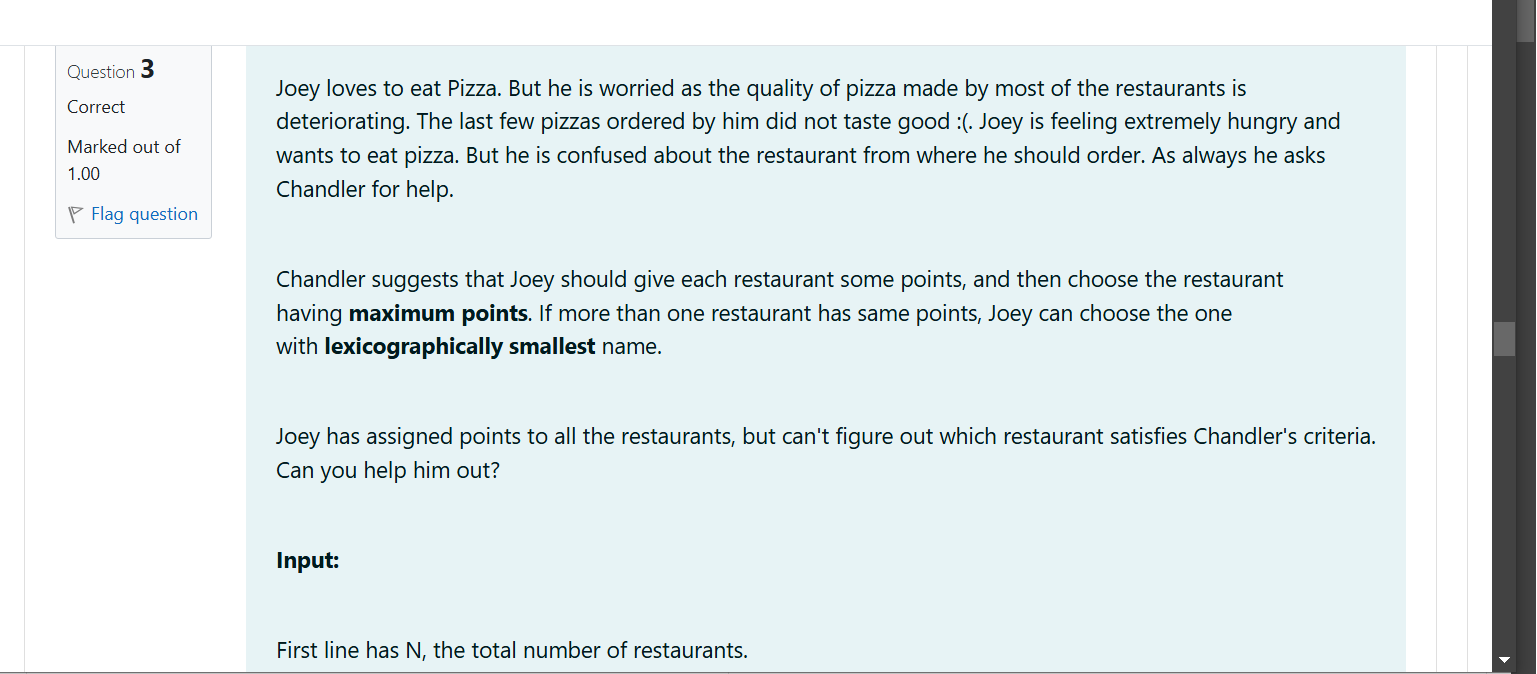 Question 3
Correct
Marked out of
1.00
Flag question
Joey loves to eat Pizza. But he is worried as the quality of pizza made by most of the restaurants is
deteriorating. The last few pizzas ordered by him did not taste good :(. Joey is feeling extremely hungry and
wants to eat pizza. But he is confused about the restaurant from where he should order. As always he asks
Chandler for help.
Chandler suggests that Joey should give each restaurant some points, and then choose the restaurant
having maximum points. If more than one restaurant has same points, Joey can choose the one
with lexicographically smallest name.
Joey has assigned points to all the restaurants, but can't figure out which restaurant satisfies Chandler's criteria.
Can you help him out?
Input:
First line has N, the total number of restaurants.